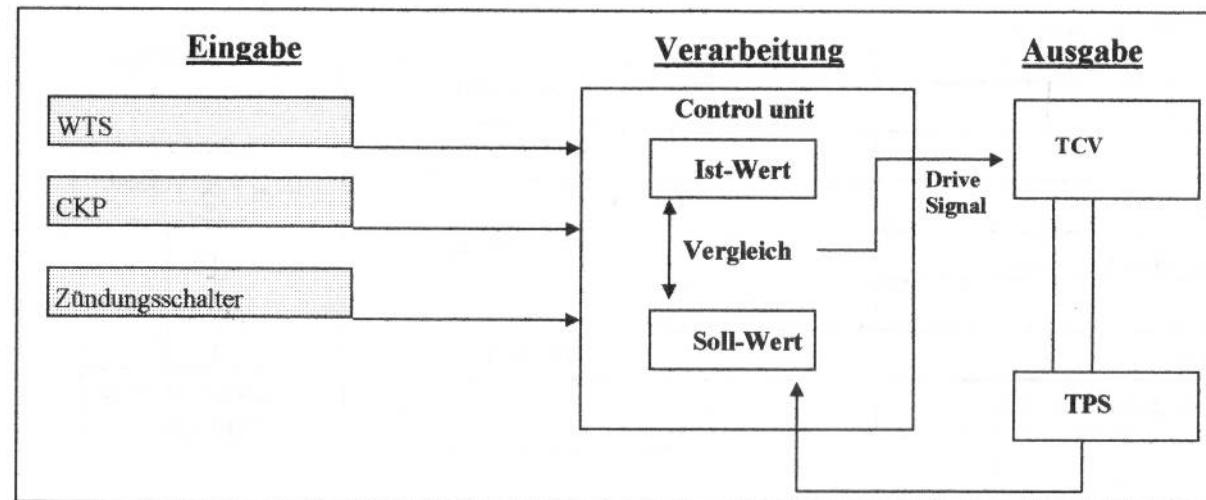 Eingabe
Verarbeitung
Ausgabe
WTS
CKP
Zündungsschalter
Control unit
Ist-Wert
Vergleich
Soll-Wert
Drive
Signal
TCV
TPS